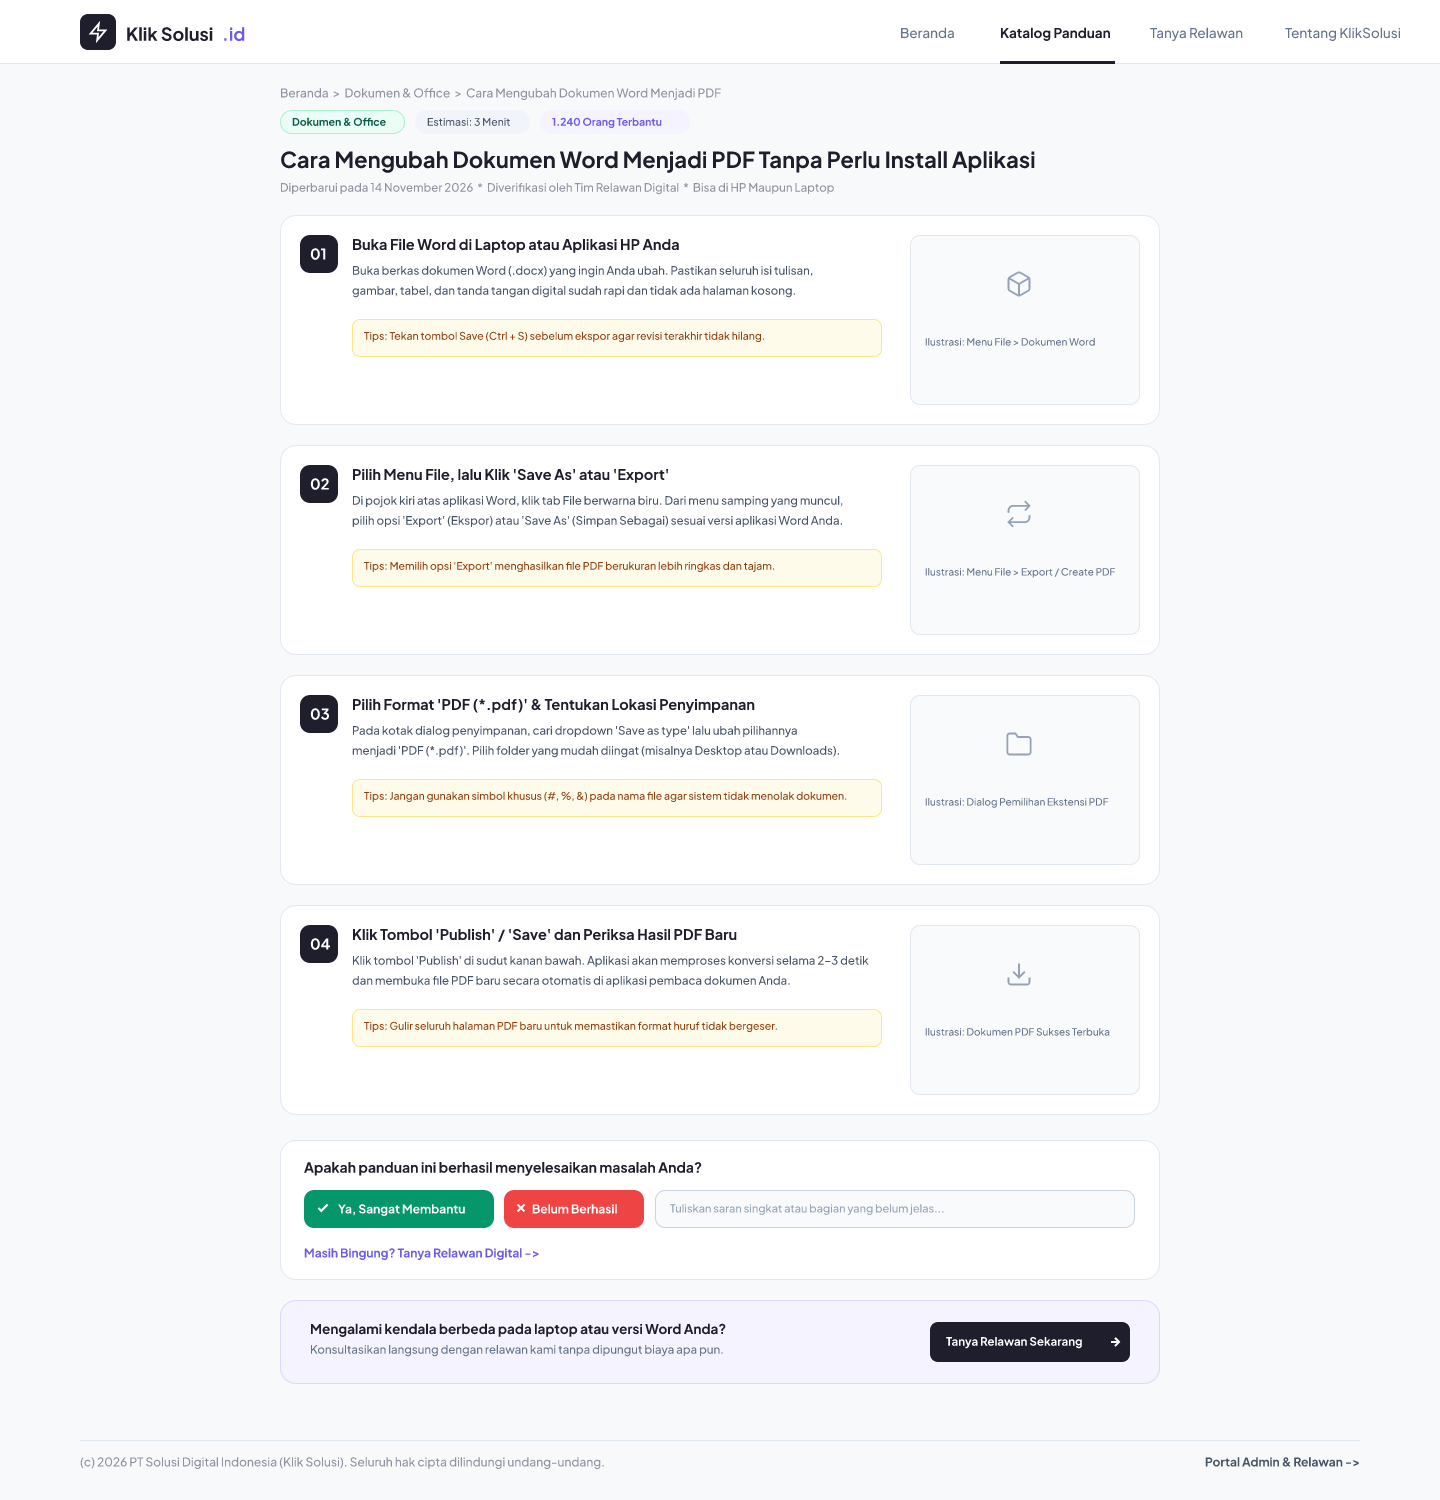 Klik Solusi .id
Beranda
Katalog Panduan
Tanya Relawan
Tentang KlikSolusi
Beranda > Dokumen & Office > Cara Mengubah Dokumen Word Menjadi PDF
Dokumen & Office
Estimasi: 3 Menit
1.240 Orang Terbantu
Cara Mengubah Dokumen Word Menjadi PDF Tanpa Perlu Install Aplikasi
Diperbarui pada 14 November 2026 * Diverifikasi oleh Tim Relawan Digital * Bisa di HP Maupun Laptop
01
Buka File Word di Laptop atau Aplikasi HP Anda
Buka berkas dokumen Word (.docx) yang ingin Anda ubah. Pastikan seluruh isi tulisan,
gambar, tabel, dan tanda tangan digital sudah rapi dan tidak ada halaman kosong.
Tips: Tekan tombol Save (Ctrl + S) sebelum ekspor agar revisi terakhir tidak hilang.
Ilustrasi: Menu File > Dokumen Word
02
Pilih Menu File, lalu Klik 'Save As' atau 'Export'
Di pojok kiri atas aplikasi Word, klik tab File berwarna biru. Dari menu samping yang muncul,
pilih opsi 'Export' (Ekspor) atau 'Save As' (Simpan Sebagai) sesuai versi aplikasi Word Anda.
Tips: Memilih opsi 'Export' menghasilkan file PDF berukuran lebih ringkas dan tajam.
Ilustrasi: Menu File > Export / Create PDF
03
Pilih Format 'PDF (*.pdf)' & Tentukan Lokasi Penyimpanan
Pada kotak dialog penyimpanan, cari dropdown 'Save as type' lalu ubah pilihannya
menjadi 'PDF (*.pdf)'. Pilih folder yang mudah diingat (misalnya Desktop atau Downloads).
Tips: Jangan gunakan simbol khusus (#, %, &) pada nama file agar sistem tidak menolak dokumen.
Ilustrasi: Dialog Pemilihan Ekstensi PDF
04
Klik Tombol 'Publish' / 'Save' dan Periksa Hasil PDF Baru
Klik tombol 'Publish' di sudut kanan bawah. Aplikasi akan memproses konversi selama 2–3 detik
dan membuka file PDF baru secara otomatis di aplikasi pembaca dokumen Anda.
Tips: Gulir seluruh halaman PDF baru untuk memastikan format huruf tidak bergeser.
Ilustrasi: Dokumen PDF Sukses Terbuka
Apakah panduan ini berhasil menyelesaikan masalah Anda?
Ya, Sangat Membantu
Belum Berhasil
Tuliskan saran singkat atau bagian yang belum jelas...
Masih Bingung? Tanya Relawan Digital ->
Mengalami kendala berbeda pada laptop atau versi Word Anda?
Konsultasikan langsung dengan relawan kami tanpa dipungut biaya apa pun.
Tanya Relawan Sekarang →
(c) 2026 PT Solusi Digital Indonesia (Klik Solusi). Seluruh hak cipta dilindungi undang-undang.
Portal Admin & Relawan ->